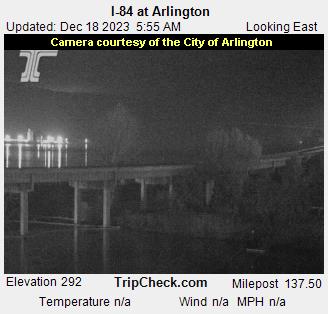 I-84 at Arlington
Updated: Dec 18 2023 5:55 AM Looking East
Camera courtesy of the City of Arlington
Elevation 292 TripCheck.com Milepost 137.50
Temperature n/a Wind n/a MPH n/a